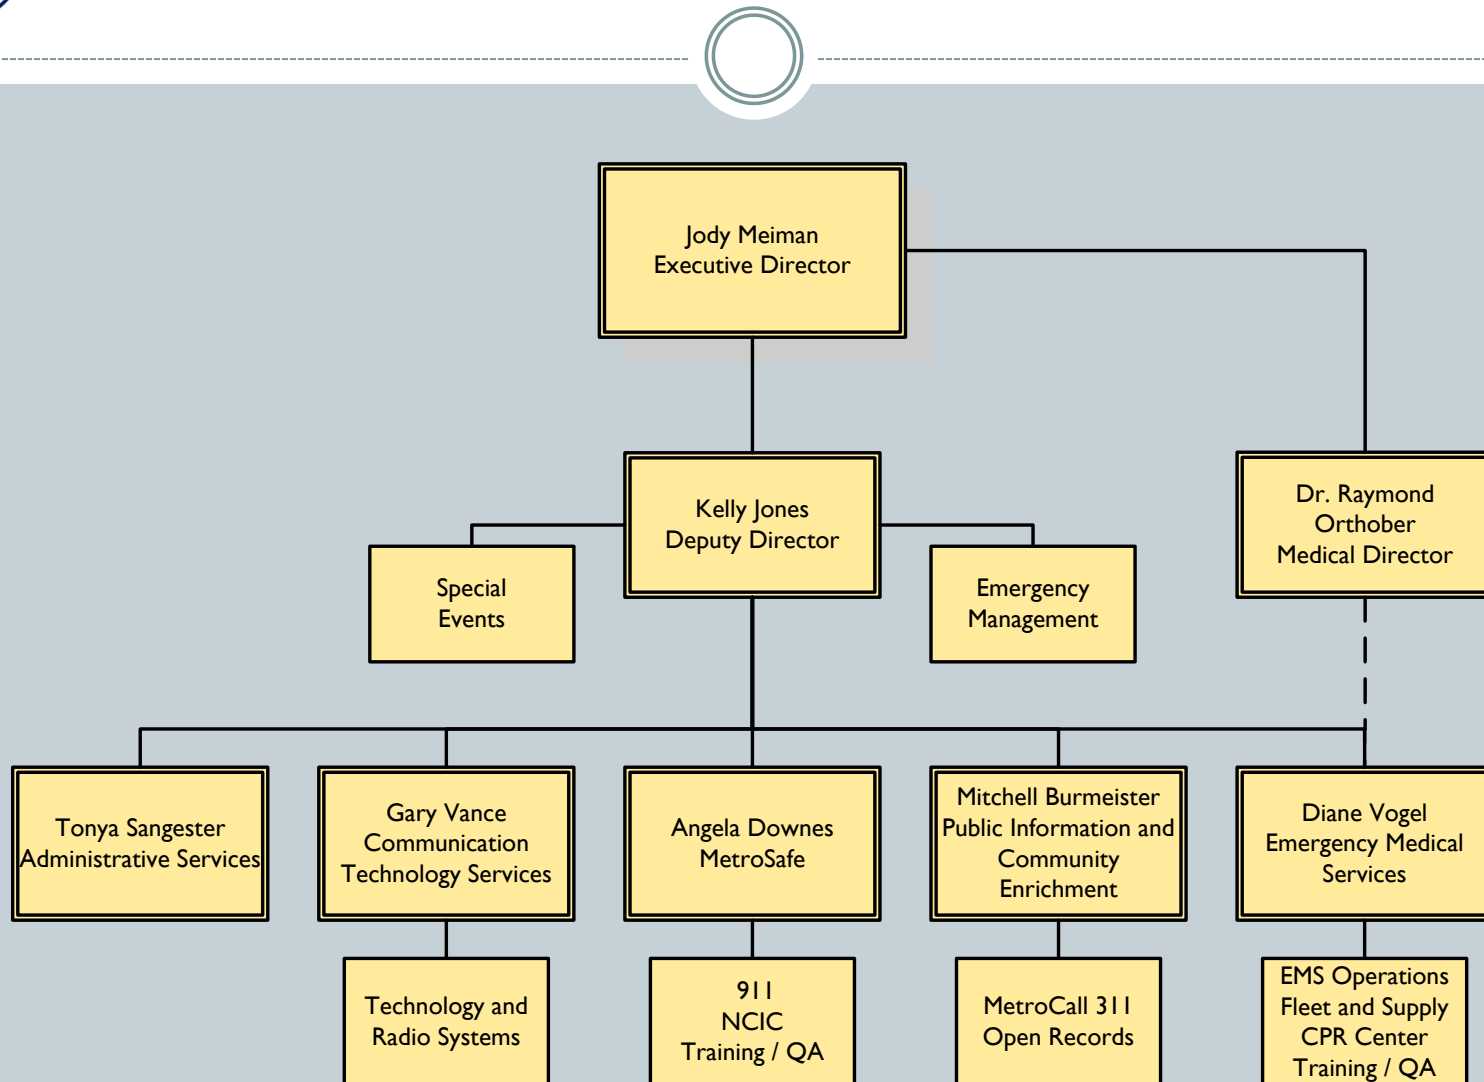 Jody Meiman
Executive Director
Kelly Jones
Deputy Director
Dr. Raymond
Orthober
Medical Director
Special
Events
Emergency
Management
Tonya Sangester
Administrative Services
Gary Vance
Communication
Technology Services
Angela Downes
MetroSafe
Mitchell Burmeister
Public Information and
Community
Enrichment
Diane Vogel
Emergency Medical
Services
Technology and
Radio Systems
911
NCIC
Training / QA
MetroCall 311
Open Records
EMS Operations
Fleet and Supply
CPR Center
Training / QA